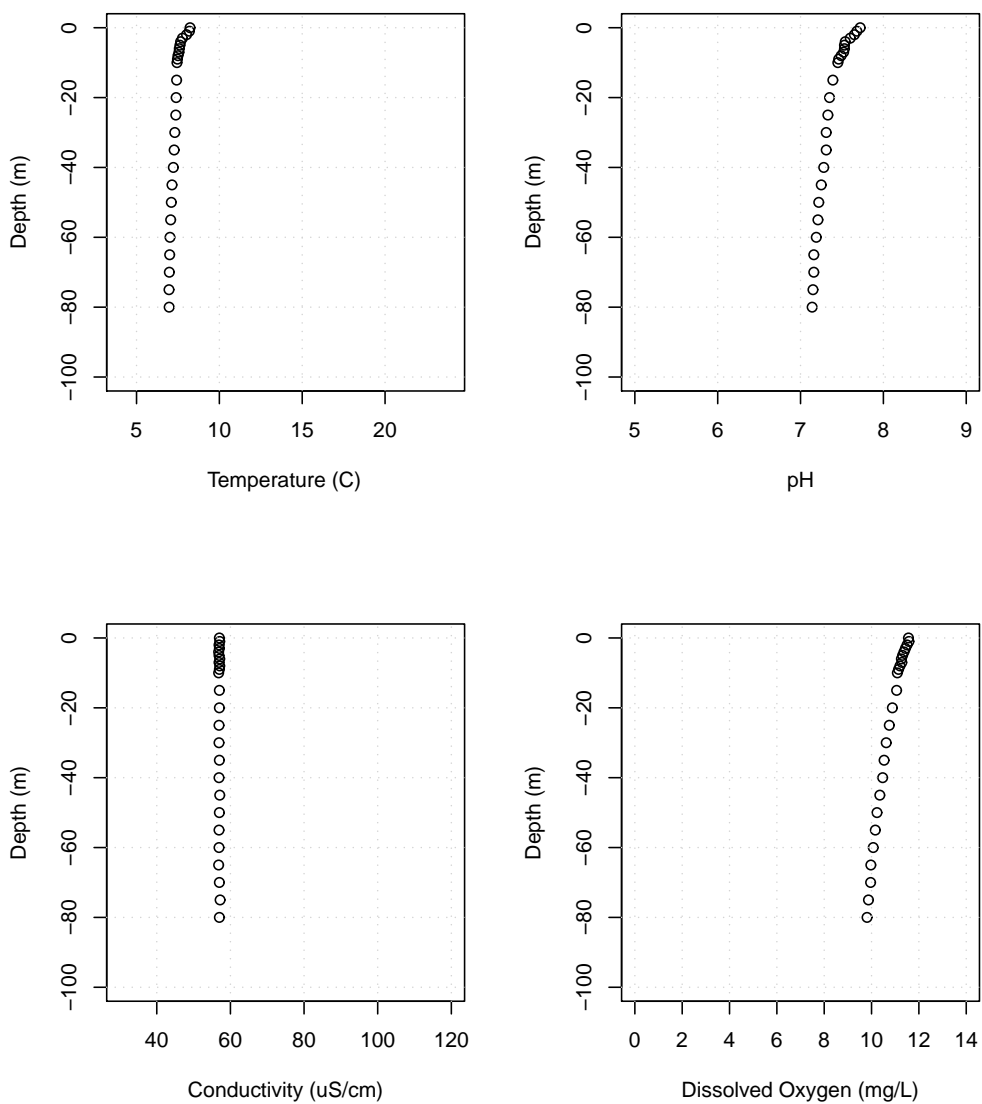 0
−20
−40
−60
−80
−100
Depth (m)
5 10 15 20
Temperature (C)
0
−20
−40
−60
−80
−100
Depth (m)
5 6 7 8 9
pH
0
−20
−40
−60
−80
−100
Depth (m)
40 60 80 100 120
Conductivity (uS/cm)
0
−20
−40
−60
−80
−100
Depth (m)
0 2 4 6 8 10 12 14
Dissolved Oxygen (mg/L)